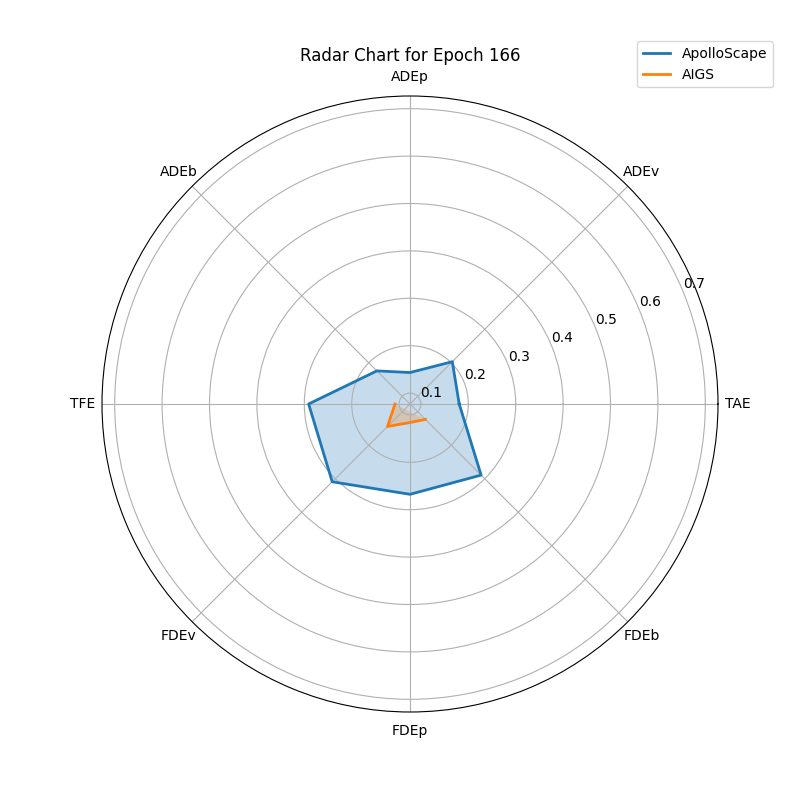 Radar Chart for Epoch 166
ApolloScape
AIGS
ADEp
ADEb
ADEv
0.7
0.6
0.5
0.4
0.3
0.2
0.1
TFE
TAE
FDEv
FDEb
FDEp